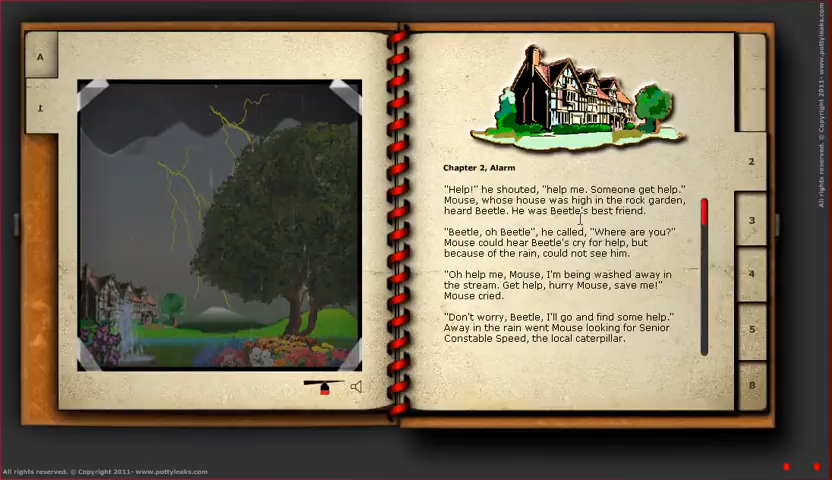 A
1
Chapter 2, Alarm
"Help!" he shouted, "help me. Someone get help."
Mouse, whose house was high in the rock garden,
heard Beetle. He was Beetle's best friend.
"Beetle, oh Beetle", he called, "Where are you?"
Mouse could hear Beetle's cry for help, but
because of the rain, could not see him.
"Oh help me, Mouse, I'm being washed away in
the stream. Get help, hurry Mouse, save me!"
Mouse cried.
"Don't worry, Beetle, I'll go and find some help."
Away in the rain went Mouse looking for Senior
Constable Speed, the local caterpillar.
2
3
4
5
B
All rights reserved. © Copyright 2011- www.pottyleaks.com
All rights reserved. © Copyright 2011- www.pottyleaks.com